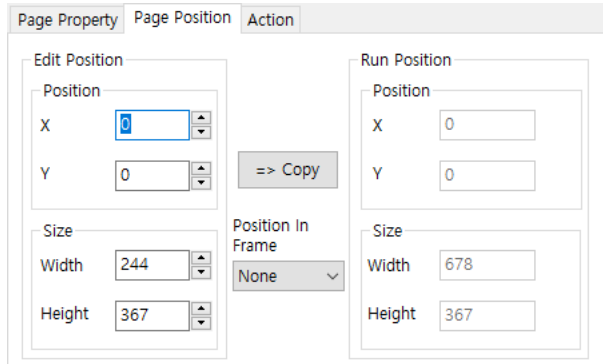 Page Property Page Position Action
Edit Position
Position
X 0
Y 0
Size
Width 244
Height 367
=> Copy
Position In
Frame
None
Run Position
Position
X 0
Y 0
Size
Width 678
Height 367